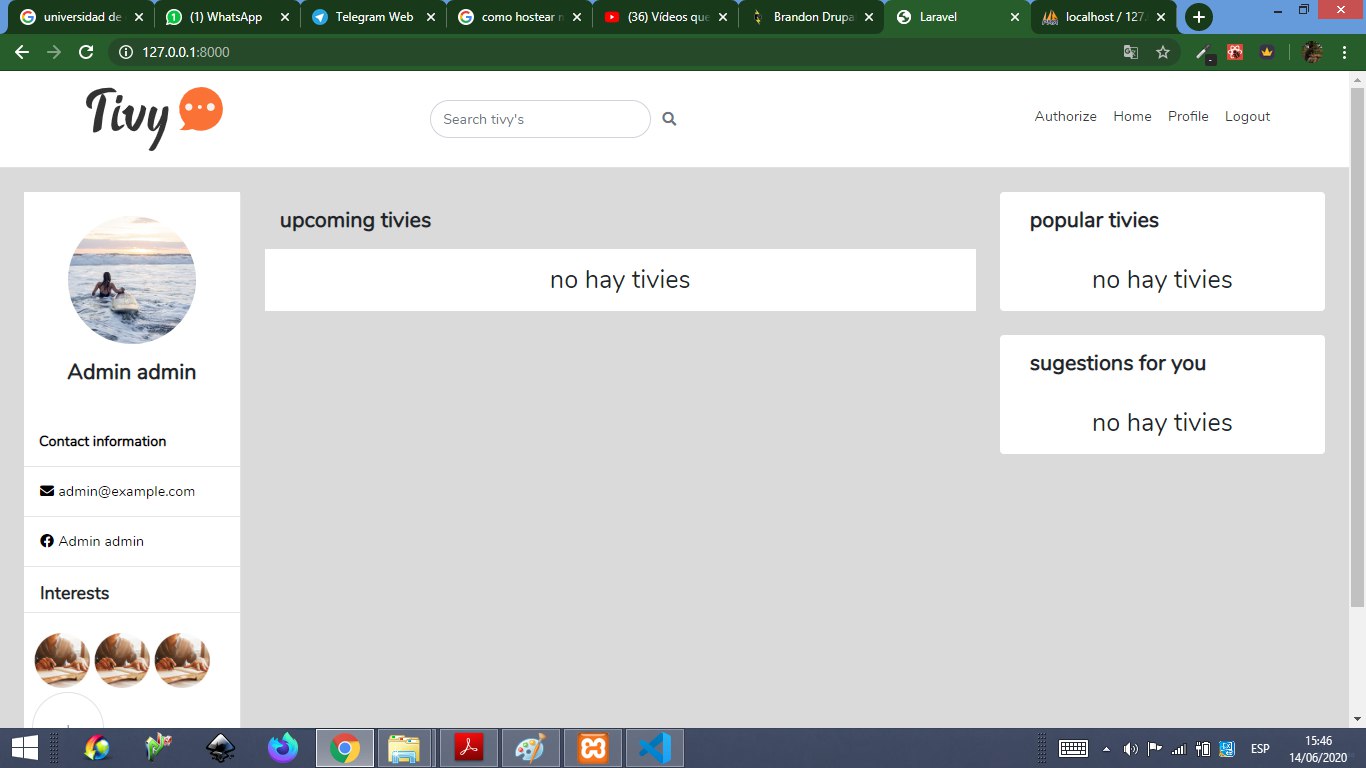 universidad de
(1) WhatsApp
Telegram Web
como hostear
(36) Vídeos que
Brandon Drupa
Laravel
localhost / 127.
127.0.0.1:8000
Tivy
Search tivy's
Authorize
Home
Profile
Logout
Admin admin
Contact information
admin@example.com
Admin admin
Interests
upcoming tivies
no hay tivies
popular tivies
no hay tivies
sugestions for you
no hay tivies
ESP
15:46
14/06/2020